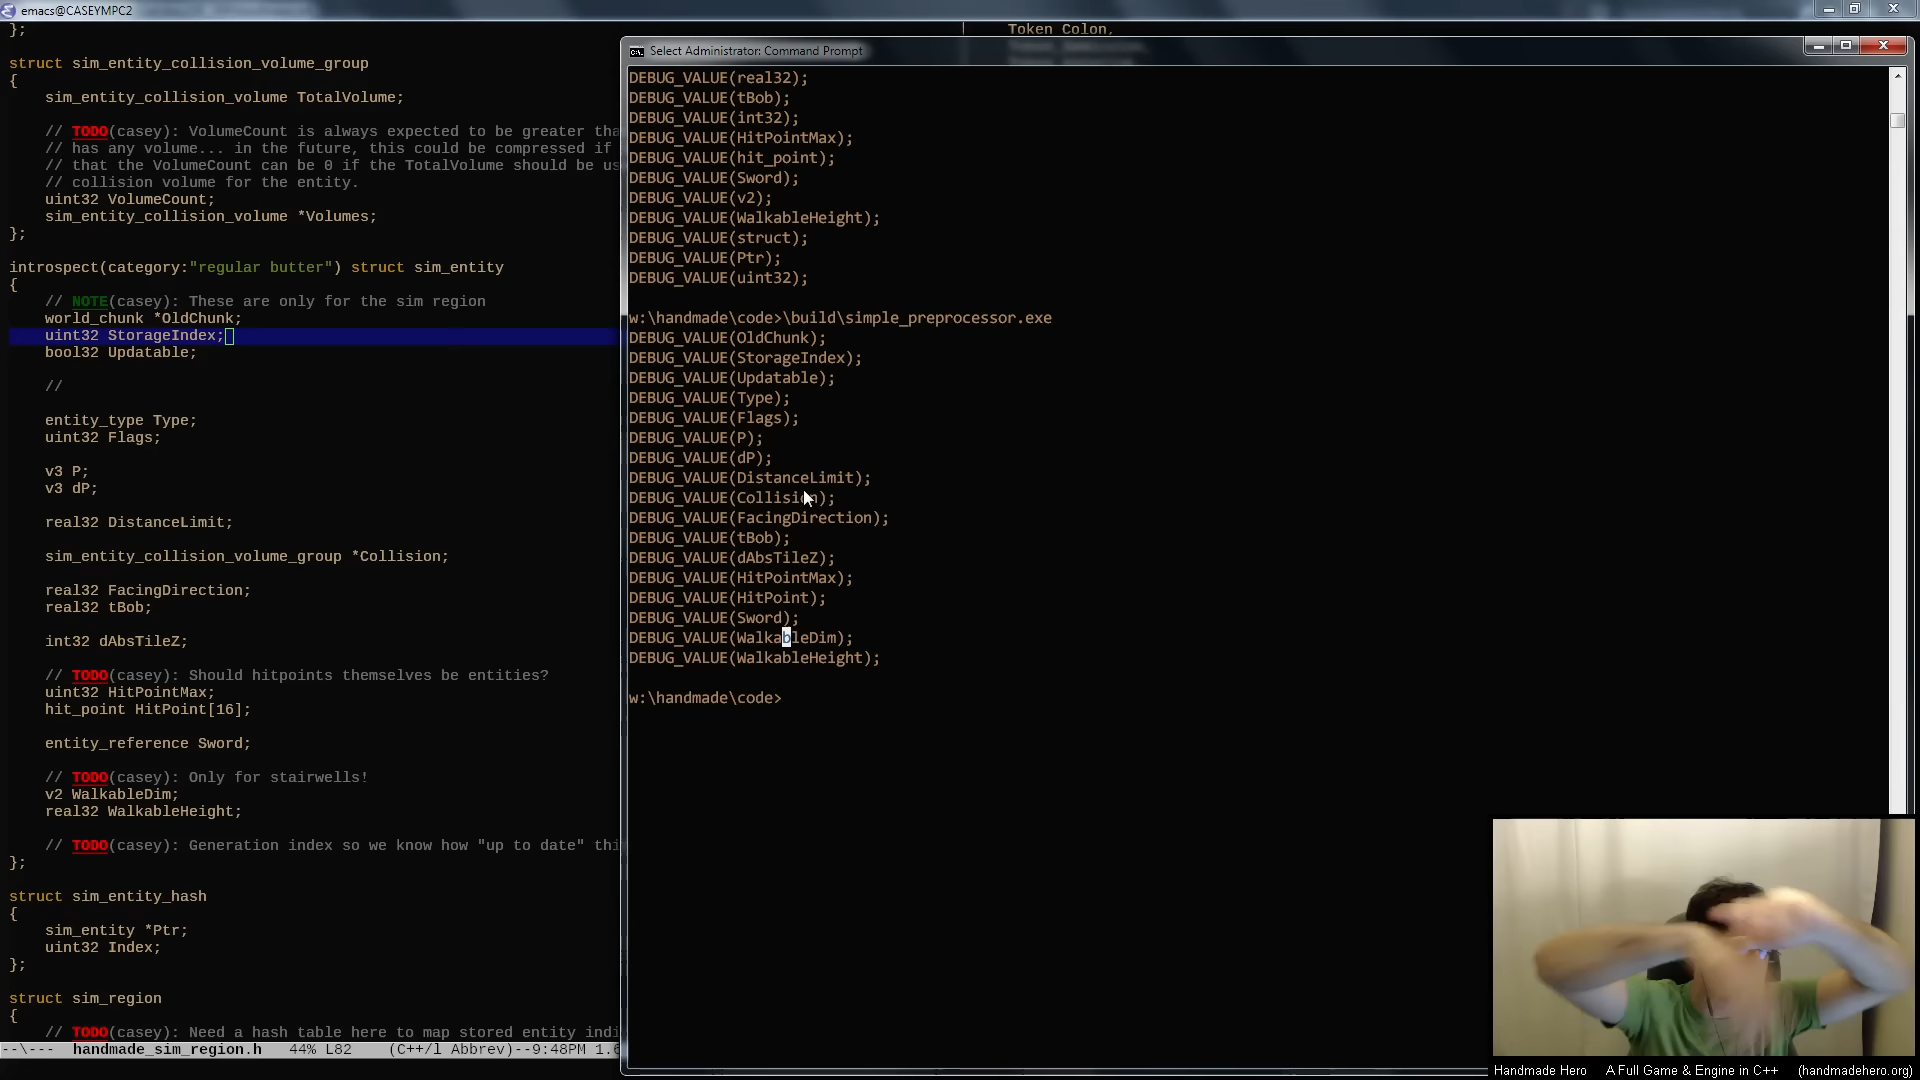 emacs@CASEYMPC2
};
struct sim_entity_collision_volume_group
{
sim_entity_collision_volume TotalVolume;
// TODO(casey): VolumeCount is always expected to be greater tha
// has any volume... in the future, this could be compressed if
// that the VolumeCount can be 0 if the TotalVolume should be us
// collision volume for the entity.
uint32 VolumeCount;
sim_entity_collision_volume *Volumes;
};
introspect(category:"regular butter") struct sim_entity
{
// NOTE(casey): These are only for the sim region
world_chunk *OldChunk;
uint32 StorageIndex;
bool32 Updatable;
//
entity_type Type;
uint32 Flags;
v3 P;
v3 dP;
real32 DistanceLimit;
sim_entity_collision_volume_group *Collision;
real32 FacingDirection;
real32 tBob;
int32 dAbsTileZ;
// TODO(casey): Should hitpoints themselves be entities?
uint32 HitPointMax;
hit_point HitPoint[16];
entity_reference Sword;
// TODO(casey): Only for stairwells!
v2 WalkableDim;
real32 WalkableHeight;
// TODO(casey): Generation index so we know how "up to date" thi
};
struct sim_entity_hash
{
sim_entity *Ptr;
uint32 Index;
};
struct sim_region
{
// TODO(casey): Need a hash table here to map stored entity indi
--\--- handmade_sim_region.h 44% L82 (C++/l Abbrev)--9:48PM 1.6
Token Colon,
Select Administrator: Command Prompt
DEBUG_VALUE(real32);
DEBUG_VALUE(tBob);
DEBUG_VALUE(int32);
DEBUG_VALUE(HitPointMax);
DEBUG_VALUE(hit_point);
DEBUG_VALUE(Sword);
DEBUG_VALUE(v2);
DEBUG_VALUE(WalkableHeight);
DEBUG_VALUE(struct);
DEBUG_VALUE(Ptr);
DEBUG_VALUE(uint32);
w:\handmade\code>\build\simple_preprocessor.exe
DEBUG_VALUE(OldChunk);
DEBUG_VALUE(StorageIndex);
DEBUG_VALUE(Updatable);
DEBUG_VALUE(Type);
DEBUG_VALUE(Flags);
DEBUG_VALUE(P);
DEBUG_VALUE(dP);
DEBUG_VALUE(DistanceLimit);
DEBUG_VALUE(Collision);
DEBUG_VALUE(FacingDirection);
DEBUG_VALUE(tBob);
DEBUG_VALUE(dAbsTileZ);
DEBUG_VALUE(HitPointMax);
DEBUG_VALUE(HitPoint);
DEBUG_VALUE(Sword);
DEBUG_VALUE(WalkableDim);
DEBUG_VALUE(WalkableHeight);
w:\handmade\code>
Handmade Hero A Full Game & Engine in C++ (handmadehero.org)